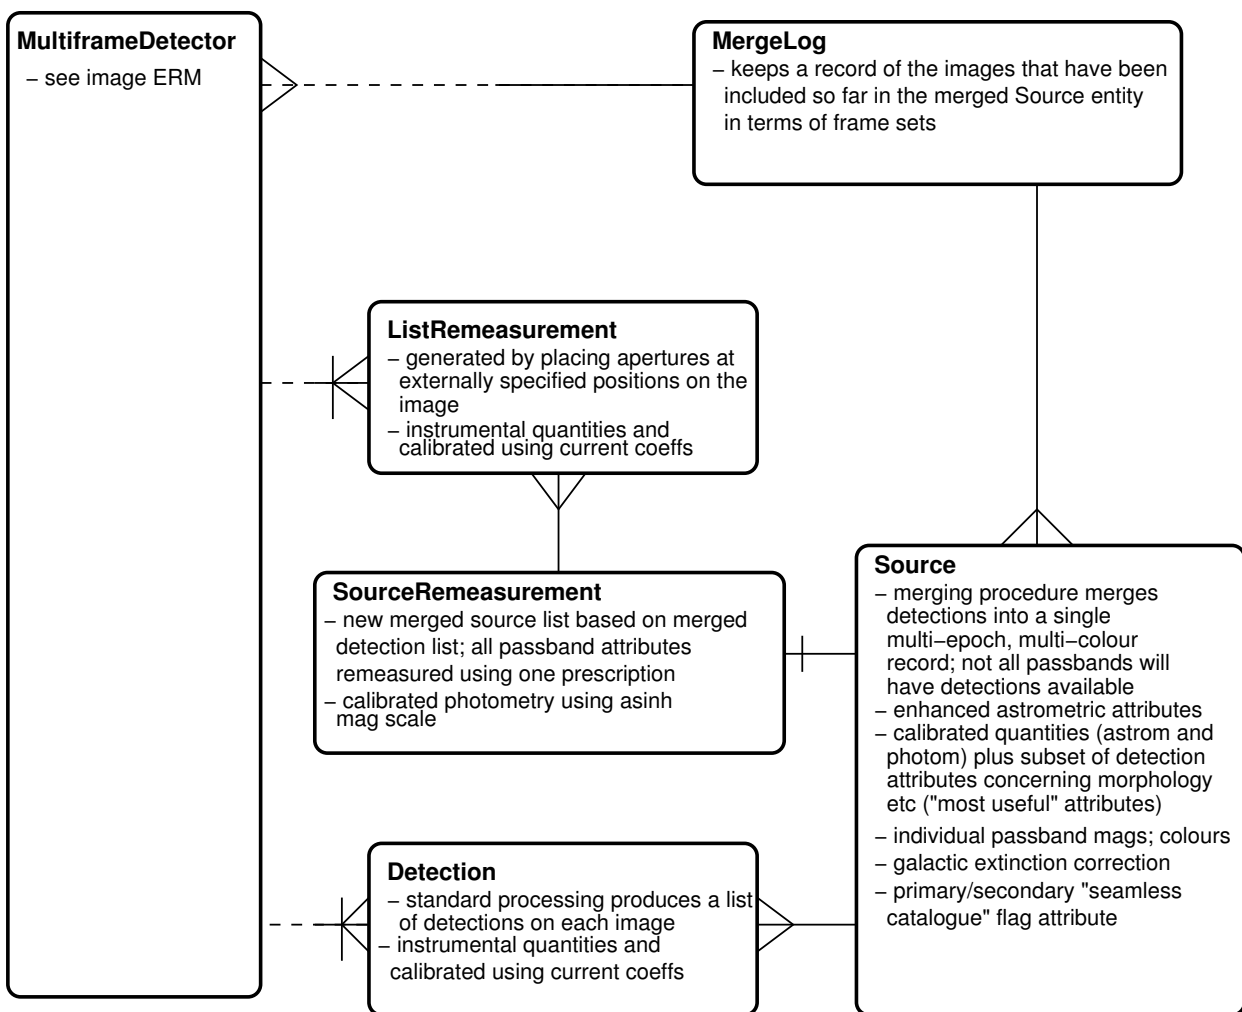 MultiframeDetector
– see image ERM
MergeLog
– keeps a record of the images that have been
included so far in the merged Source entity
in terms of frame sets
ListRemeasurement
– generated by placing apertures at
externally specified positions on the
image
– instrumental quantities and
calibrated using current coeffs
SourceRemeasurement
– new merged source list based on merged
detection list; all passband attributes
remeasured using one prescription
– calibrated photometry using asinh
mag scale
Source
– merging procedure merges
detections into a single
multi–epoch, multi–colour
record; not all passbands will
have detections available
– enhanced astrometric attributes
– calibrated quantities (astrom and
photom) plus subset of detection
attributes concerning morphology
etc ("most useful" attributes)
– individual passband mags; colours
– galactic extinction correction
– primary/secondary "seamless
catalogue" flag attribute
Detection
– standard processing produces a list
of detections on each image
– instrumental quantities and
calibrated using current coeffs